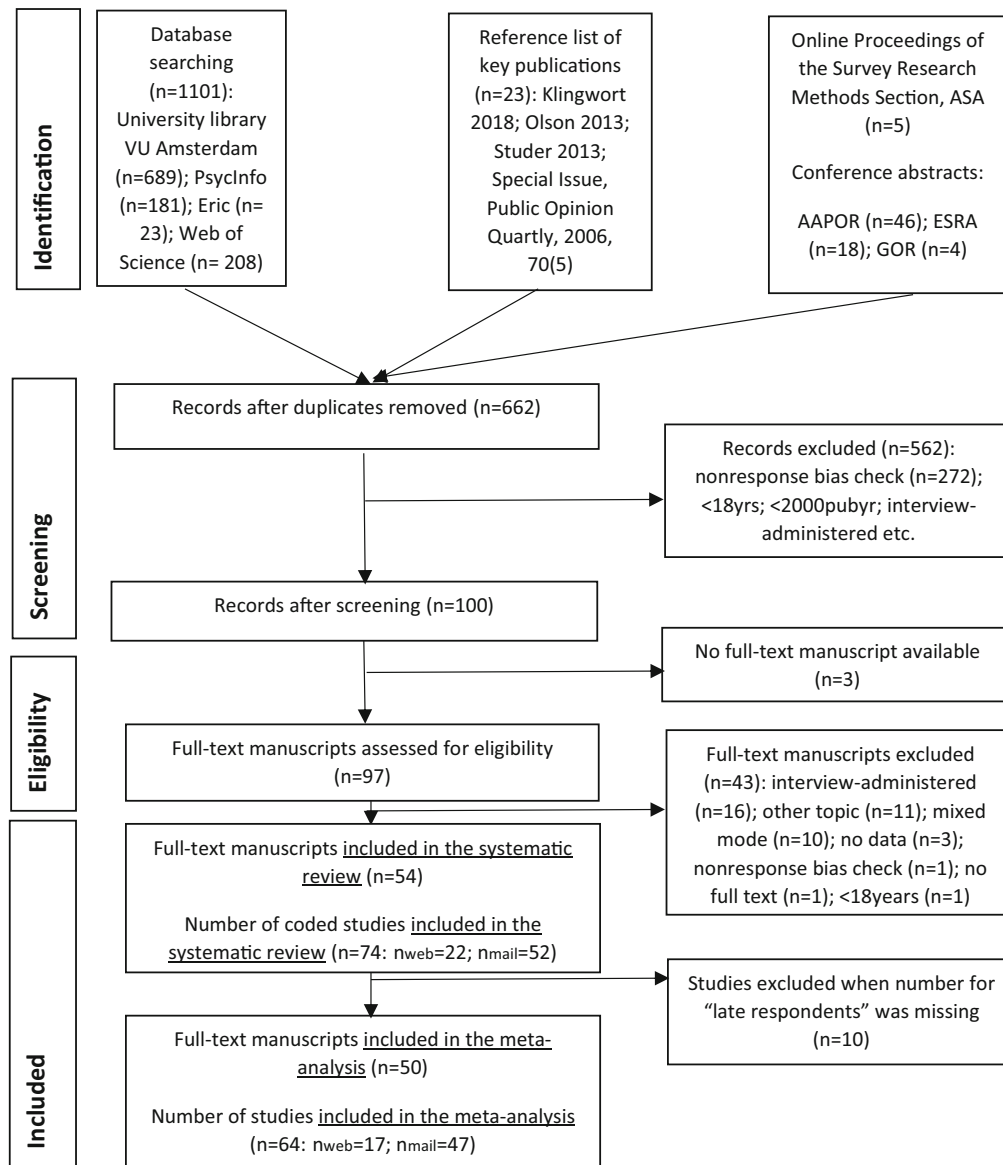 Identification
Database
searching
(n=1101):
University library
VU Amsterdam
(n=689); PsycInfo
(n=181); Eric (n=
23); Web of
Science (n= 208)
Reference list of
key publications
(n=23): Klingwort
2018; Olson 2013;
Studer 2013;
Special Issue,
Public Opinion
Quartly, 2006,
70(5)
Online Proceedings of
the Survey Research
Methods Section, ASA
(n=5)
Conference abstracts:
AAPOR (n=46); ESRA
(n=18); GOR (n=4)
Screening
Records after duplicates removed (n=662)
Records excluded (n=562):
nonresponse bias check (n=272);
<18yrs; <2000pubyr; interview-
administered etc.
Records after screening (n=100)
Eligibility
No full-text manuscript available
(n=3)
Full-text manuscripts assessed for eligibility
(n=97)
Full-text manuscripts excluded
(n=43): interview-administered
(n=16); other topic (n=11); mixed
mode (n=10); no data (n=3);
nonresponse bias check (n=1); no
full text (n=1); <18years (n=1)
Included
Full-text manuscripts included in the systematic
review (n=54)
Number of coded studies included in the
systematic review (n=74: nweb=22; nmail=52)
Studies excluded when number for
“late respondents” was missing
(n=10)
Full-text manuscripts included in the meta-
analysis (n=50)
Number of studies included in the meta-analysis
(n=64: nweb=17; nmail=47)